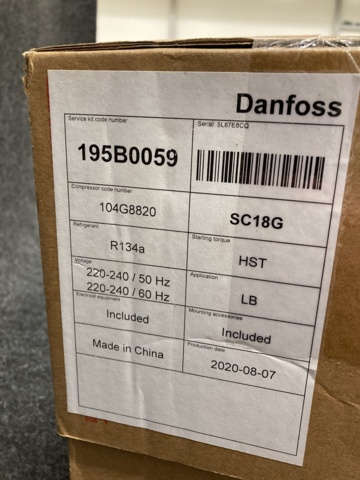 Danfoss
Service kit code number
195B0059
Serial: 5L87E8CQ
Compressor code number
104G8820
SC18G
Refrigerant
R134a
Starting torque
HST
Voltage
220-240 / 50 Hz
220-240 / 60 Hz
Application
LB
Electrical equipment
Included
Mounting accessories
Included
Made in China
Production date
2020-08-07